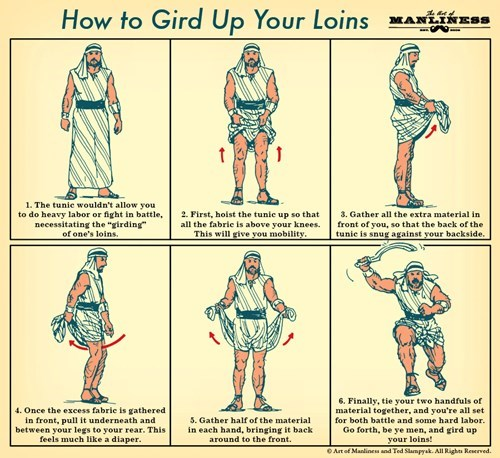 How to Gird Up Your Loins
The Art of
MANLINESS
1. The tunic wouldn't allow you
to do heavy labor or fight in battle,
necessitating the "girding"
of one's loins.
2. First, hoist the tunic up so that
all the fabric is above your knees.
This will give you mobility.
3. Gather all the extra material in
front of you, so that the back of the
tunic is snug against your backside.
4. Once the excess fabric is gathered
in front, pull it underneath and
between your legs to your rear. This
feels much like a diaper.
5. Gather half of the material
in each hand, bringing it back
around to the front.
6. Finally, tie your two handfuls of
material together, and you're all set
for both battle and some hard labor.
Go forth, be ye men, and gird up
your loins!
© Art of Manliness and Ted Slampyak. All Rights Reserved.